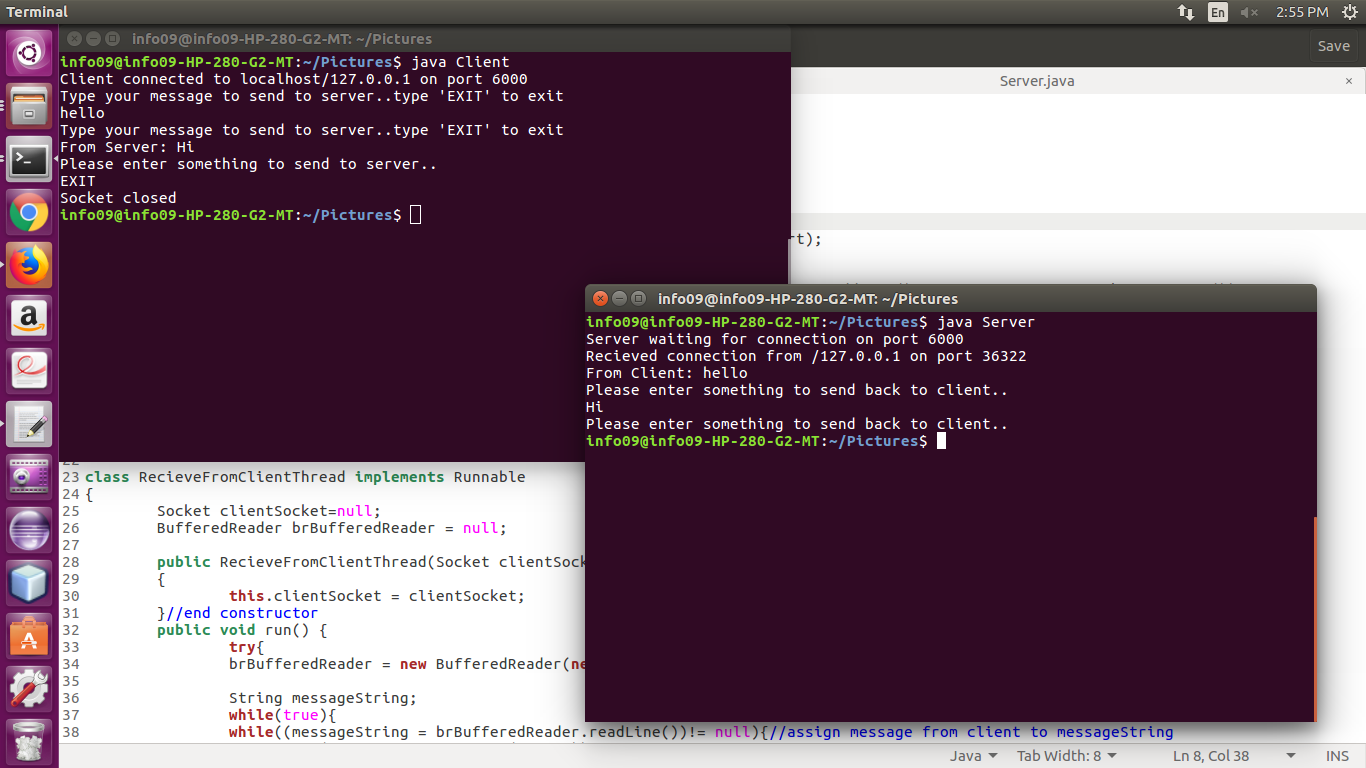 Terminal
En
2:55 PM
info09@info09-HP-280-G2-MT: ~/Pictures
Save
Server.java
info09@info09-HP-280-G2-MT:~/Pictures$ java Client
Client connected to localhost/127.0.0.1 on port 6000
Type your message to send to server..type 'EXIT' to exit
hello
Type your message to send to server..type 'EXIT' to exit
From Server: Hi
Please enter something to send to server..
EXIT
Socket closed
info09@info09-HP-280-G2-MT:~/Pictures$
rt);
info09@info09-HP-280-G2-MT: ~/Pictures
info09@info09-HP-280-G2-MT:~/Pictures$ java Server
Server waiting for connection on port 6000
Recieved connection from /127.0.0.1 on port 36322
From Client: hello
Please enter something to send back to client..
Hi
Please enter something to send back to client..
info09@info09-HP-280-G2-MT:~/Pictures$
23 class RecieveFromClientThread implements Runnable
24 {
25 Socket clientSocket=null;
26 BufferedReader brBufferedReader = null;
27
28 public RecieveFromClientThread(Socket clientSock
29 {
30 this.clientSocket = clientSocket;
31 }//end constructor
32 public void run() {
33 try{
34 brBufferedReader = new BufferedReader(ne
35
36 String messageString;
37 while(true){
38 while((messageString = brBufferedReader.readLine())!= null){//assign message from client to messageString
Java
Tab Width: 8
Ln 8, Col 38
INS